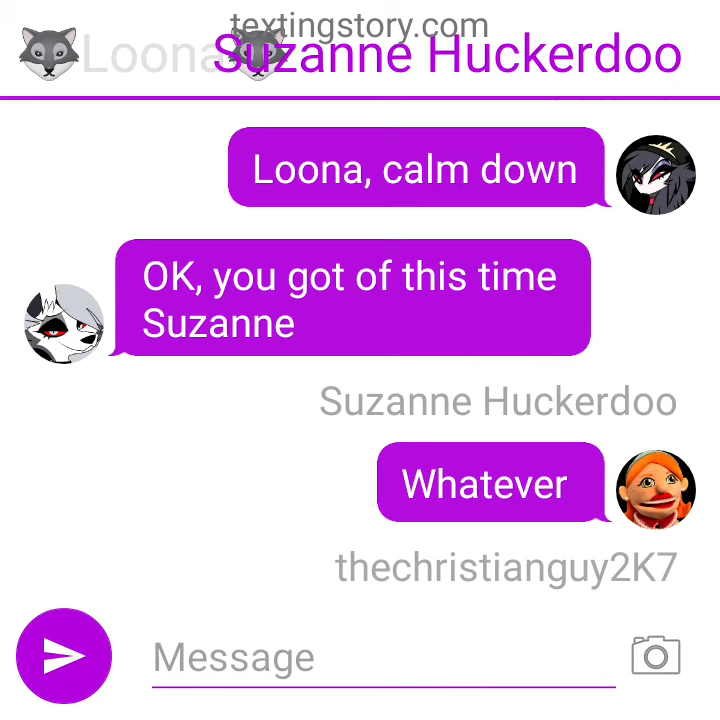 textingstory.com
Loona
Suzanne Huckerdoo
Loona, calm down
OK, you got of this time
Suzanne
Suzanne Huckerdoo
Whatever
thechristianguy2K7
Message